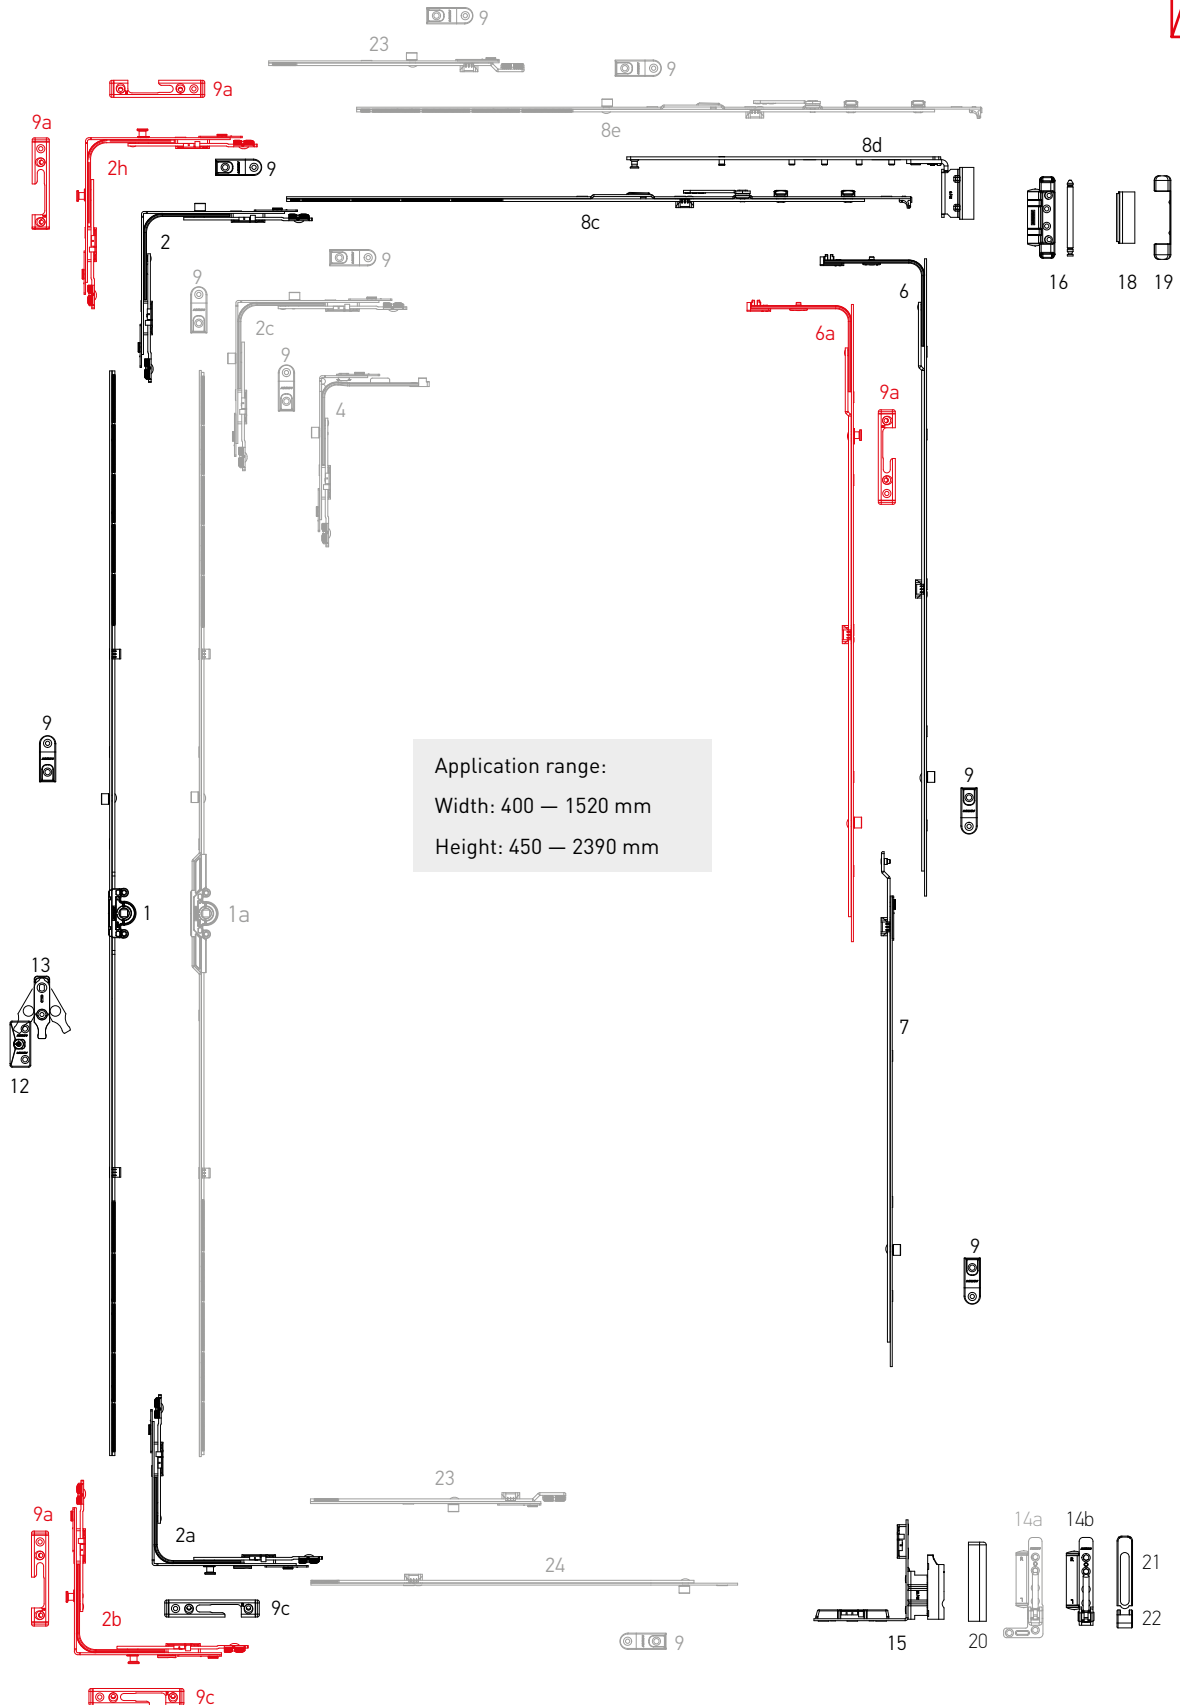 9
23
9
9a
8e
9a
8d
2h
9
8c
2
16
18
19
9
9
6
2c
6a
9
9a
4
9
Application range:
Width: 400 — 1520 mm
9
Height: 450 — 2390 mm
1
1a
13
7
12
9
23
9a
14a
14b
2a
24
21
9c
2b
22
15
20
9
9c